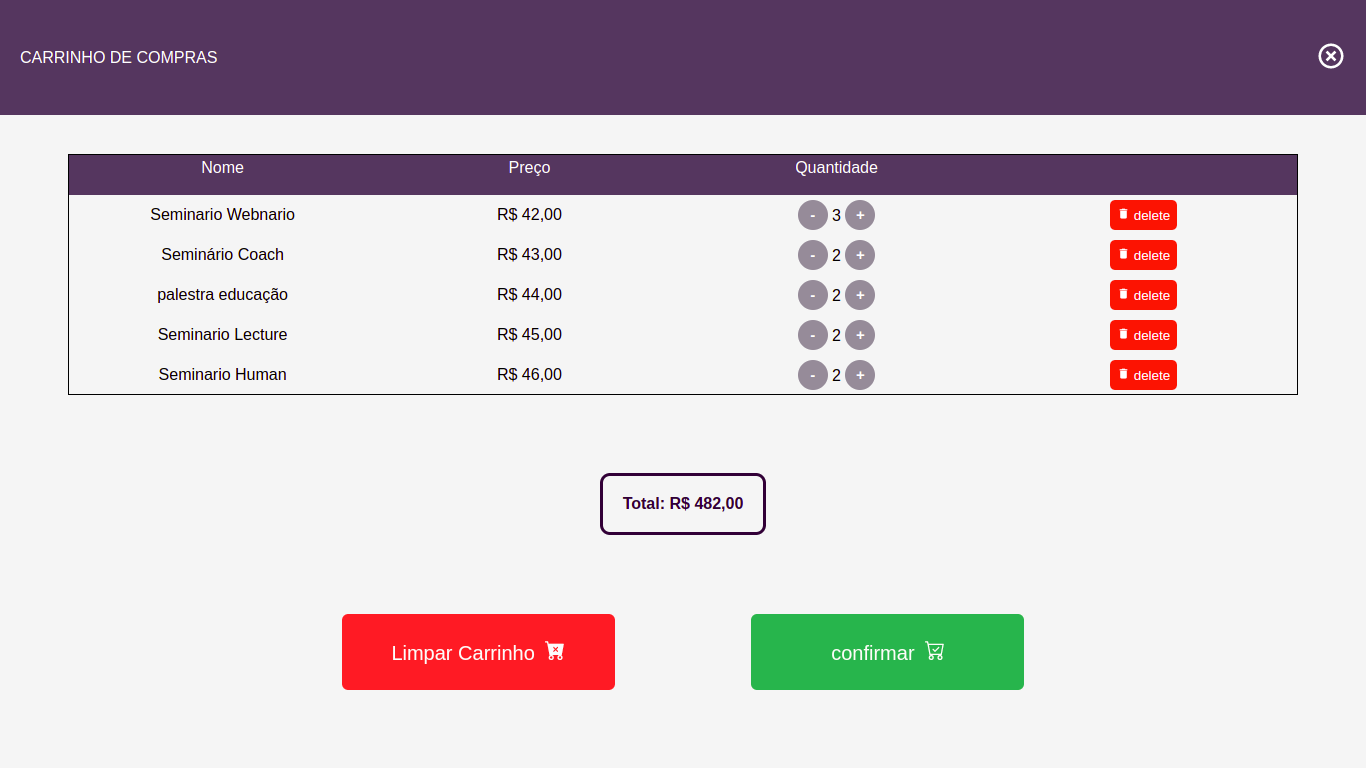 CARRINHO DE COMPRAS
Nome Preço Quantidade
Seminario Webnario R$ 42,00 - 3 + delete
Seminário Coach R$ 43,00 - 2 + delete
palestra educação R$ 44,00 - 2 + delete
Seminario Lecture R$ 45,00 - 2 + delete
Seminario Human R$ 46,00 - 2 + delete
Total: R$ 482,00
Limpar Carrinho confirmar